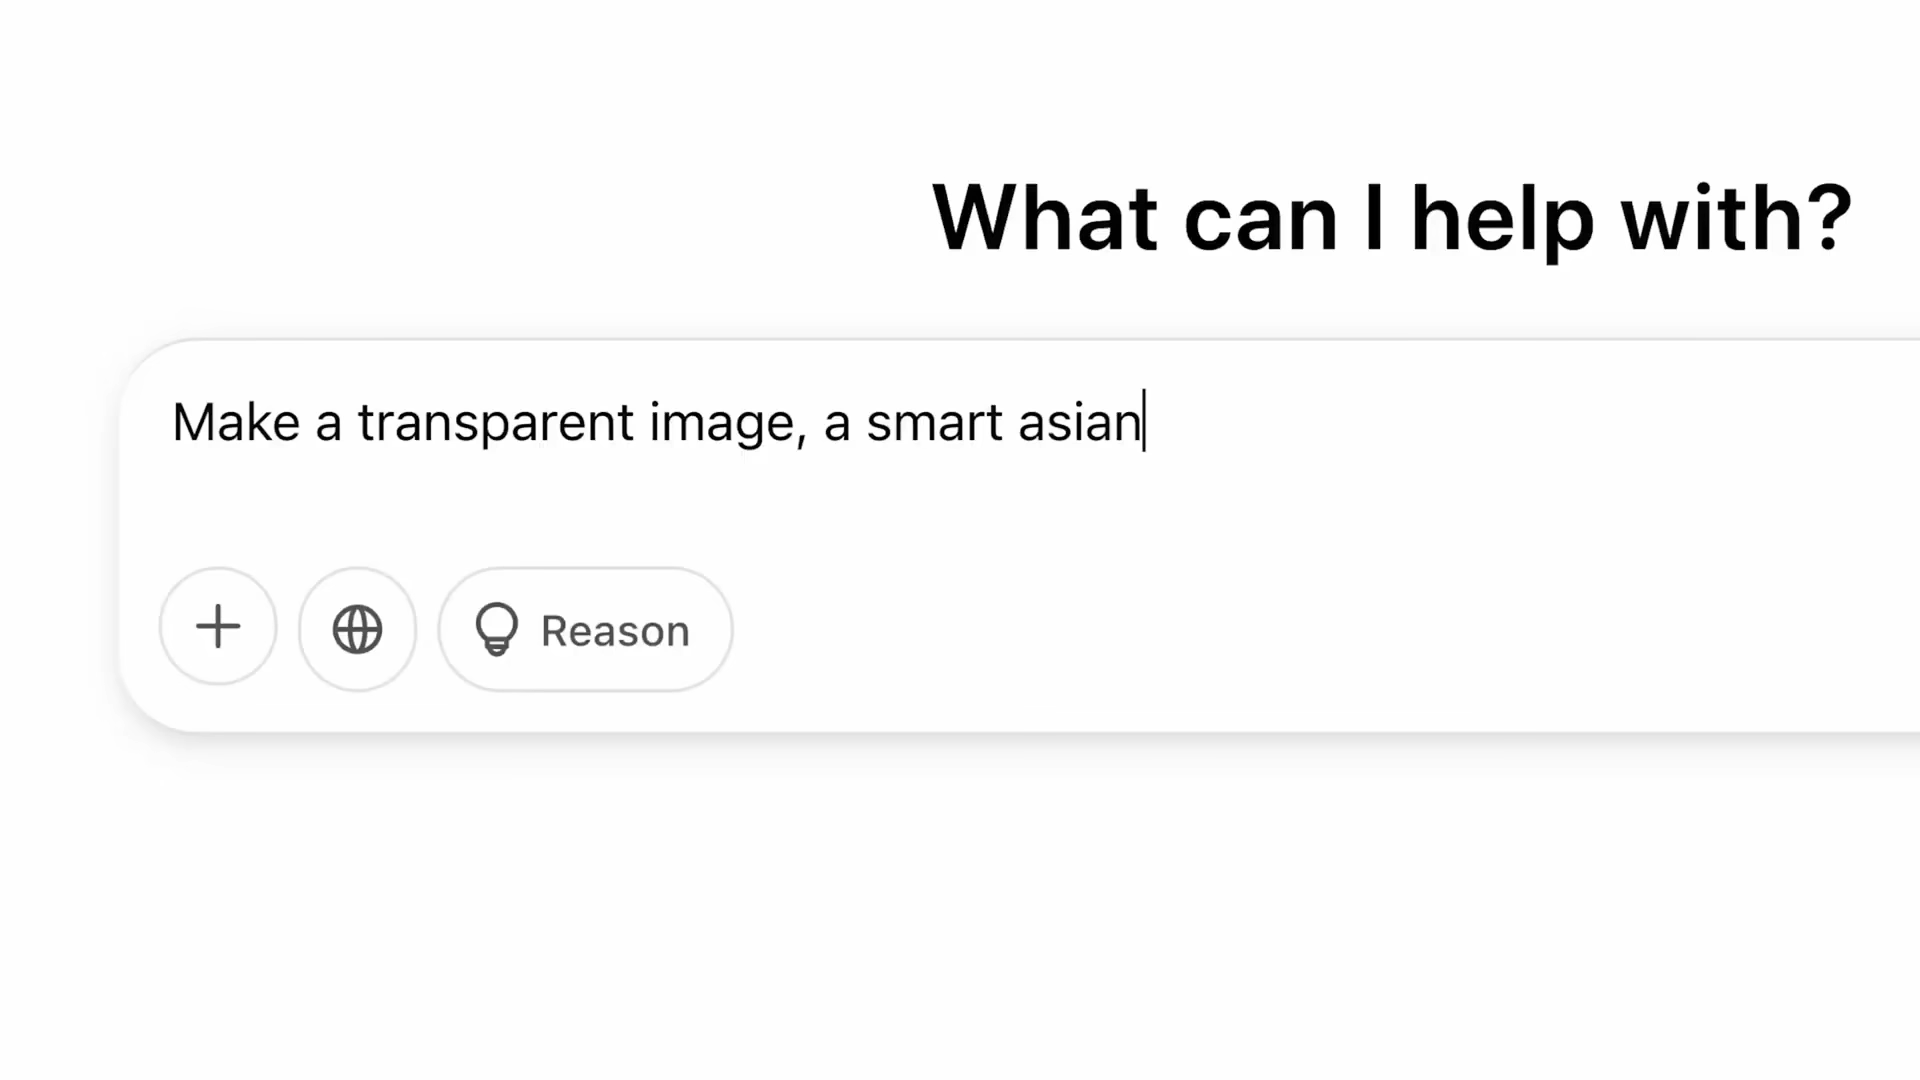 What can I help with?
Make a transparent image, a smart asian
Reason